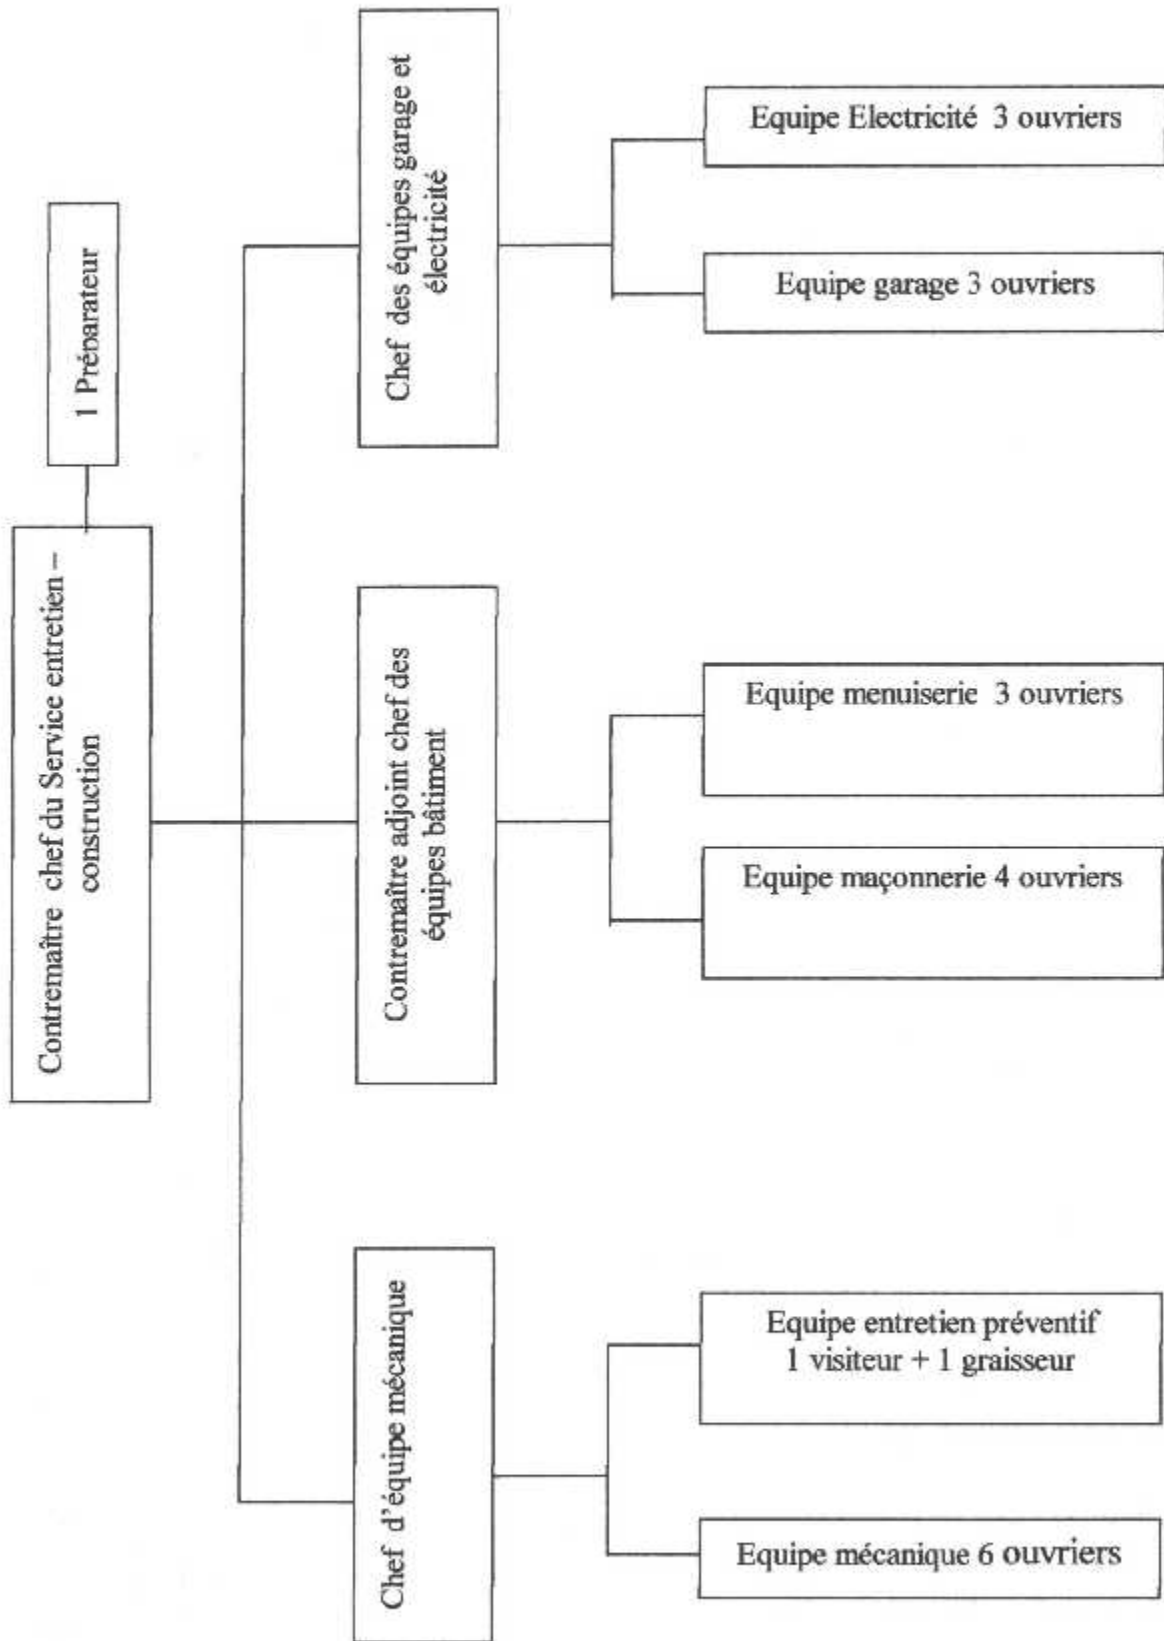 Contremaître chef du Service entretien –
construction
1 Préparateur
Chef d'équipe mécanique
Contremaître adjoint chef des
équipes bâtiment
Chef des équipes garage et
électricité
Equipe mécanique 6 ouvriers
Equipe entretien préventif
1 visiteur + 1 graisseur
Equipe maçonnerie 4 ouvriers
Equipe menuiserie 3 ouvriers
Equipe garage 3 ouvriers
Equipe Electricité 3 ouvriers